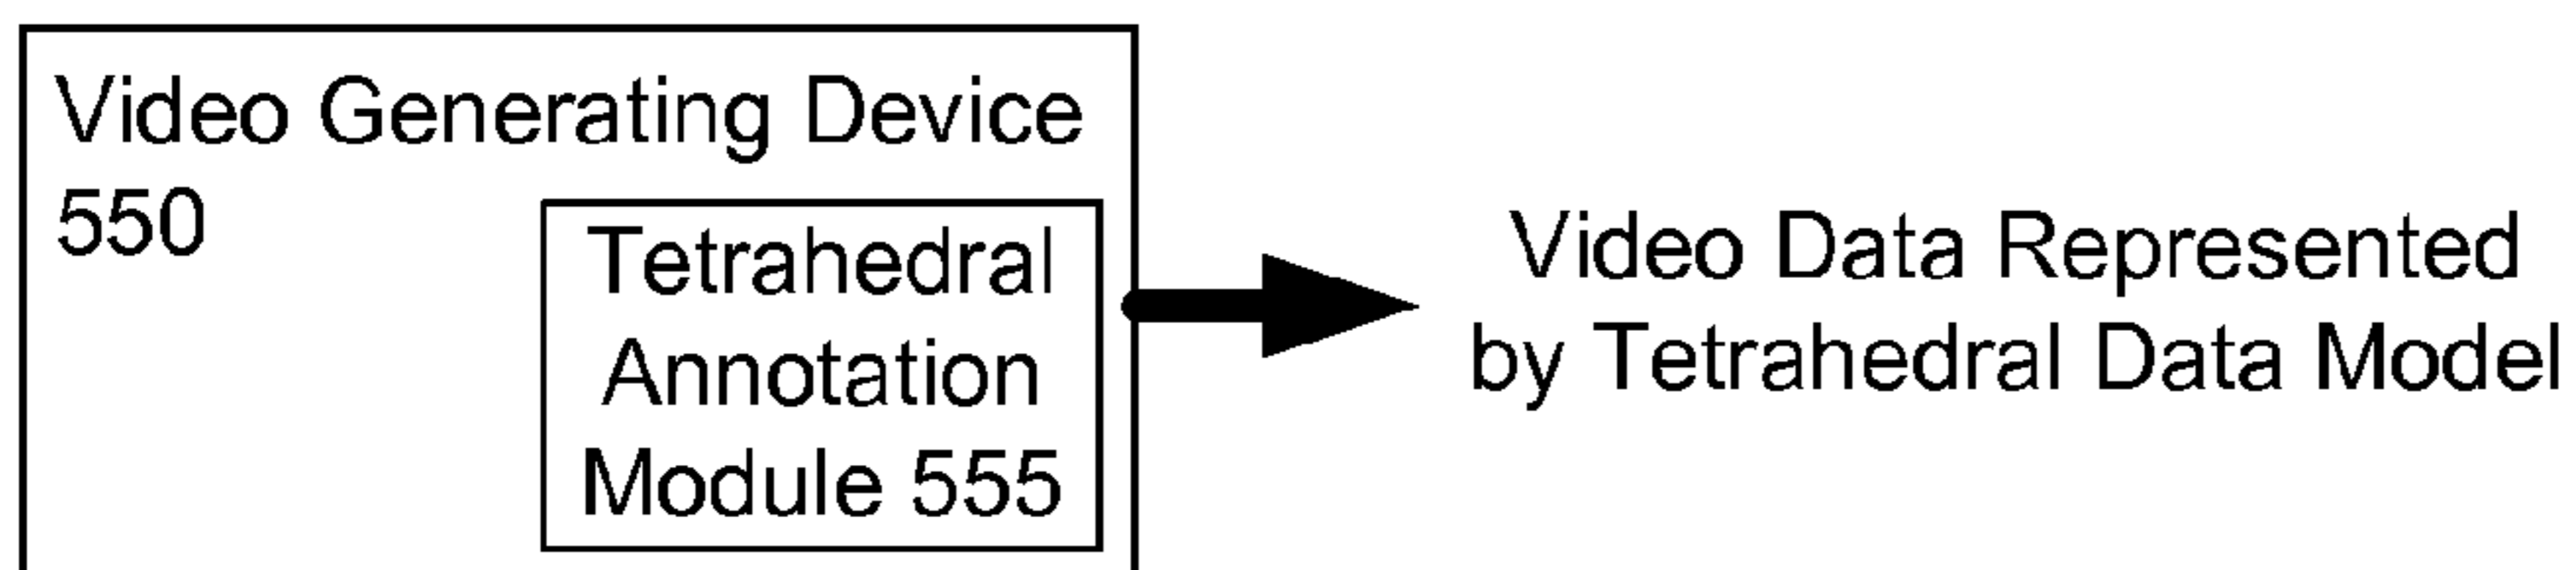 Video Generating Device
550
Tetrahedral
Annotation
Module 555
Video Data Represented
by Tetrahedral Data Model